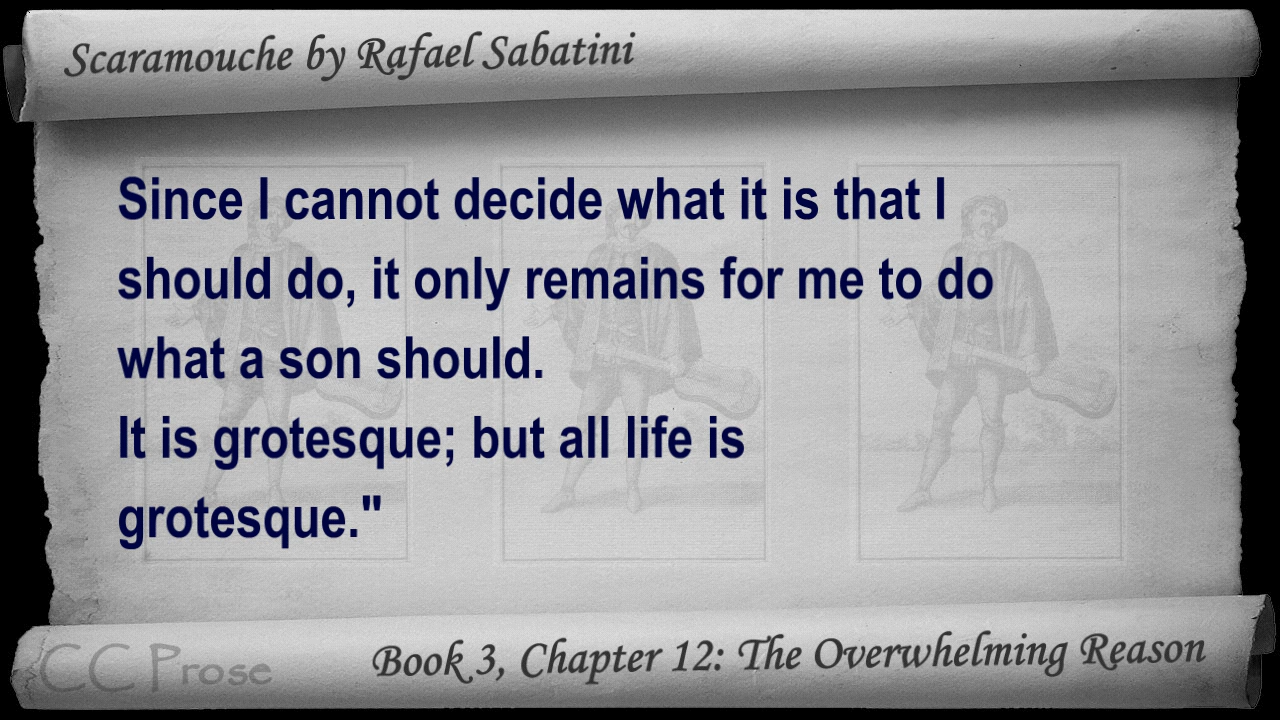 Scaramouche by Rafael Sabatini
Since I cannot decide what it is that I
should do, it only remains for me to do
what a son should.
It is grotesque; but all life is
grotesque."
CC Prose
Book 3, Chapter 12: The Overwhelming Reason